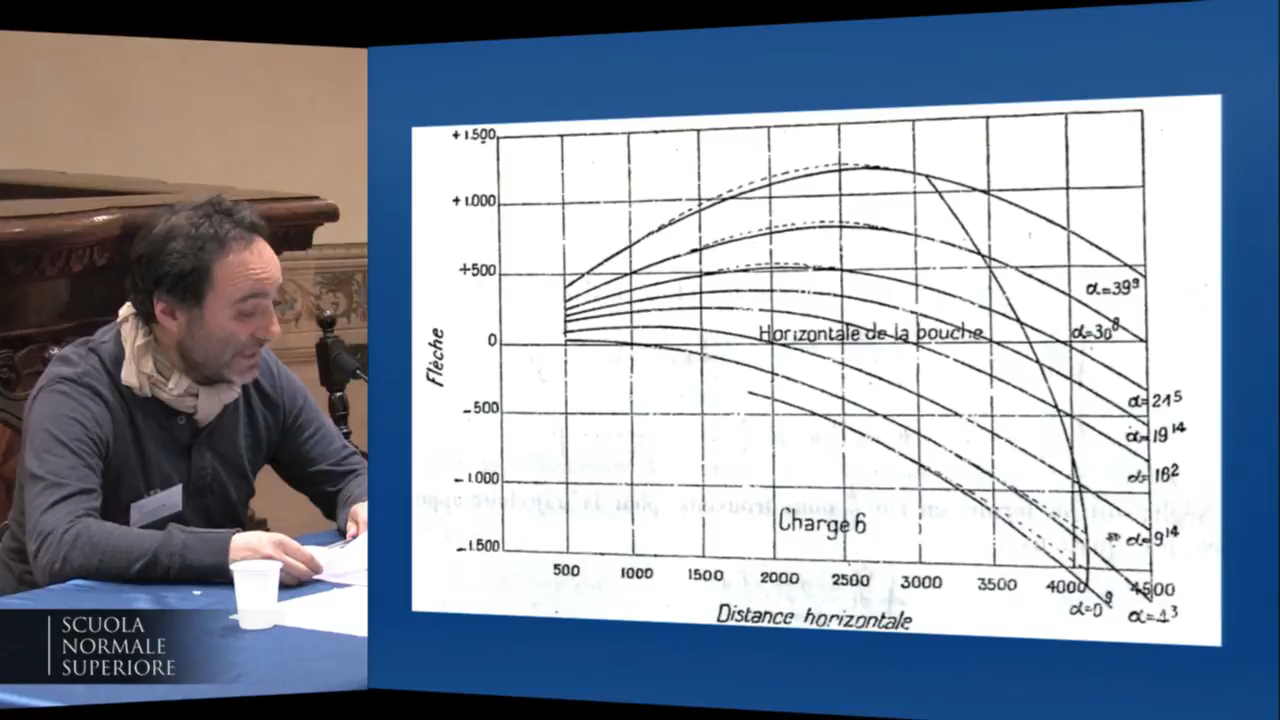 SCUOLA
NORMALE
SUPERIORE
+1.500
+1.000
+500
0
-500
-1.000
-1.500
Flèche
Horizontale de la bouche
Charge 6
α=39⁹
α=30⁸
α=21⁵
α=19¹⁴
α=16²
α=9¹⁴
α=0⁹
α=1³
500 1000 1500 2000 2500 3000 3500 4000 4500
Distance horizontale